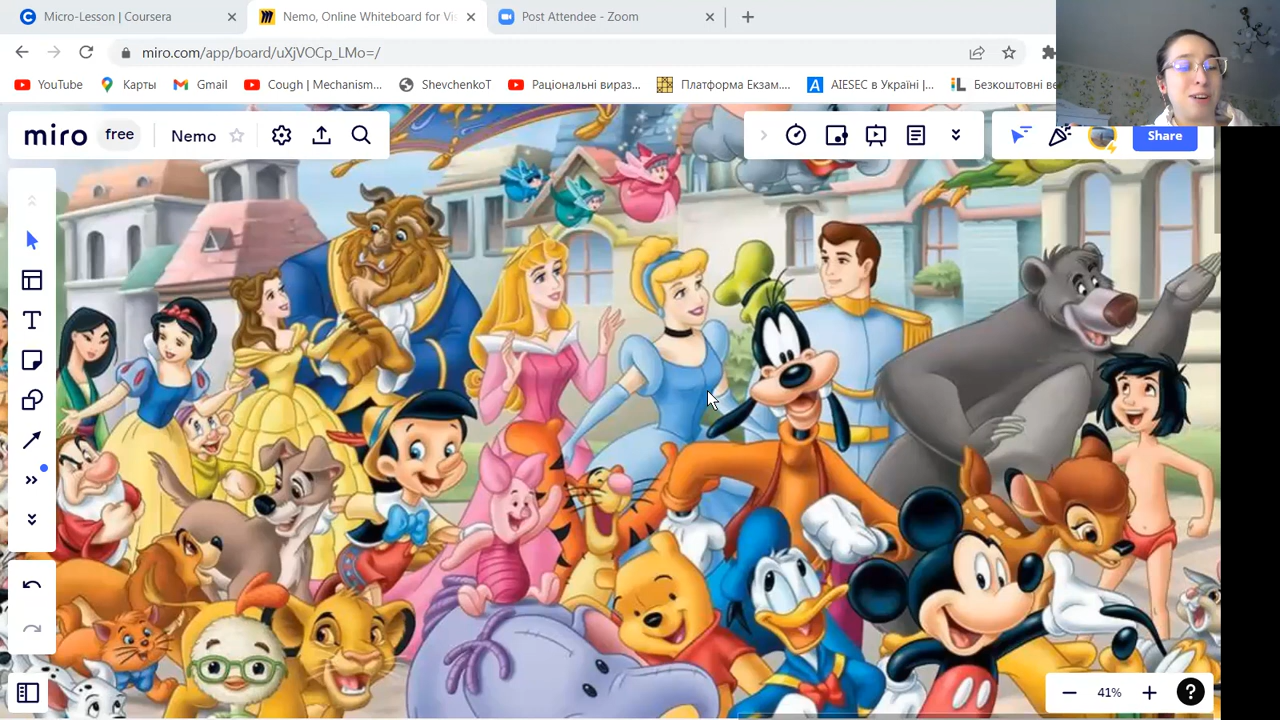 Micro-Lesson | Coursera
Nemo, Online Whiteboard for Vis
Post Attendee - Zoom
miro.com/app/board/uXjVOCp_LMo=/
YouTube
Карты
Gmail
Cough | Mechanism...
ShevchenkoT
Раціональні вираз...
Платформа Екзам....
AIESEC в Україні |...
Безкоштовні ве
miro
free
Nemo
Share
41%